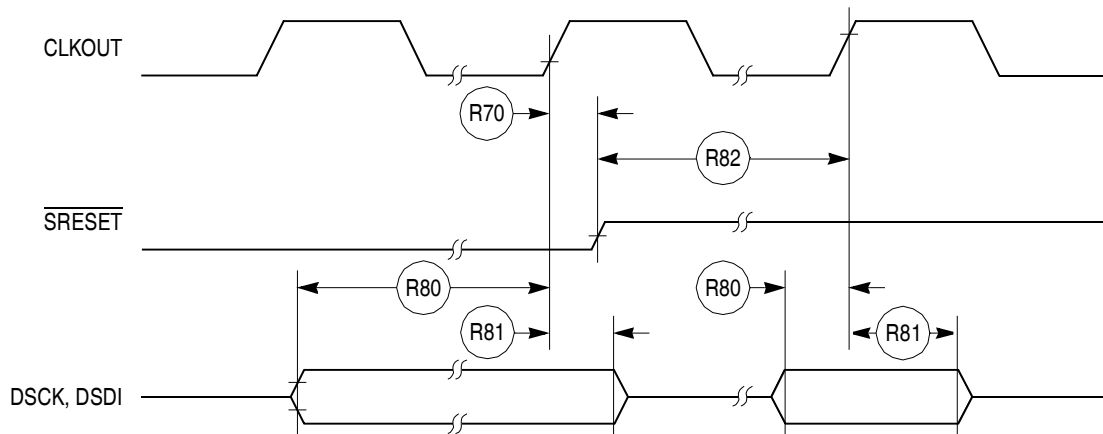 CLKOUT
R70
R82
SRESET
R80
R80
R81
R81
DSCK, DSDI